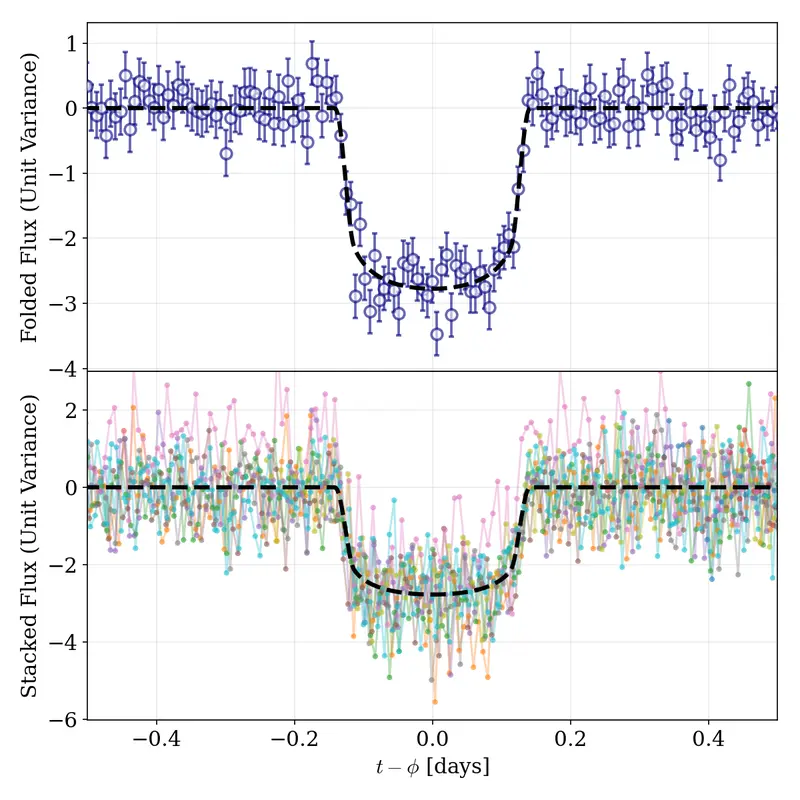 Folded Flux (Unit Variance)
1
0
−1
−2
−3
−4
Stacked Flux (Unit Variance)
2
0
−2
−4
−6
−0.4 −0.2 0.0 0.2 0.4
t − ϕ [days]